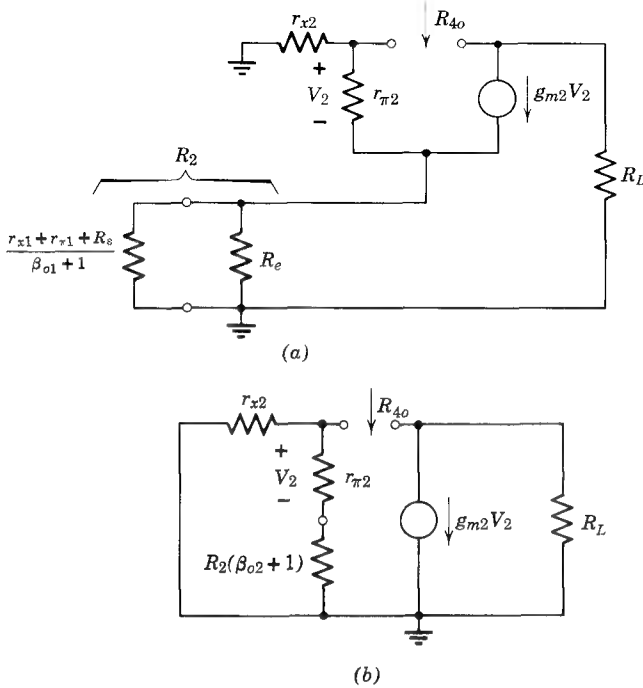 r_{x2}
R_{4o}
+
V_2
−
r_{π2}
g_{m2}V_2
R_2
R_L
\frac{r_{x1} + r_{π1} + R_s}{β_{o1} + 1}
R_e
(a)
r_{x2}
R_{4o}
+
V_2
−
r_{π2}
g_{m2}V_2
R_L
R_2(β_{o2} + 1)
(b)